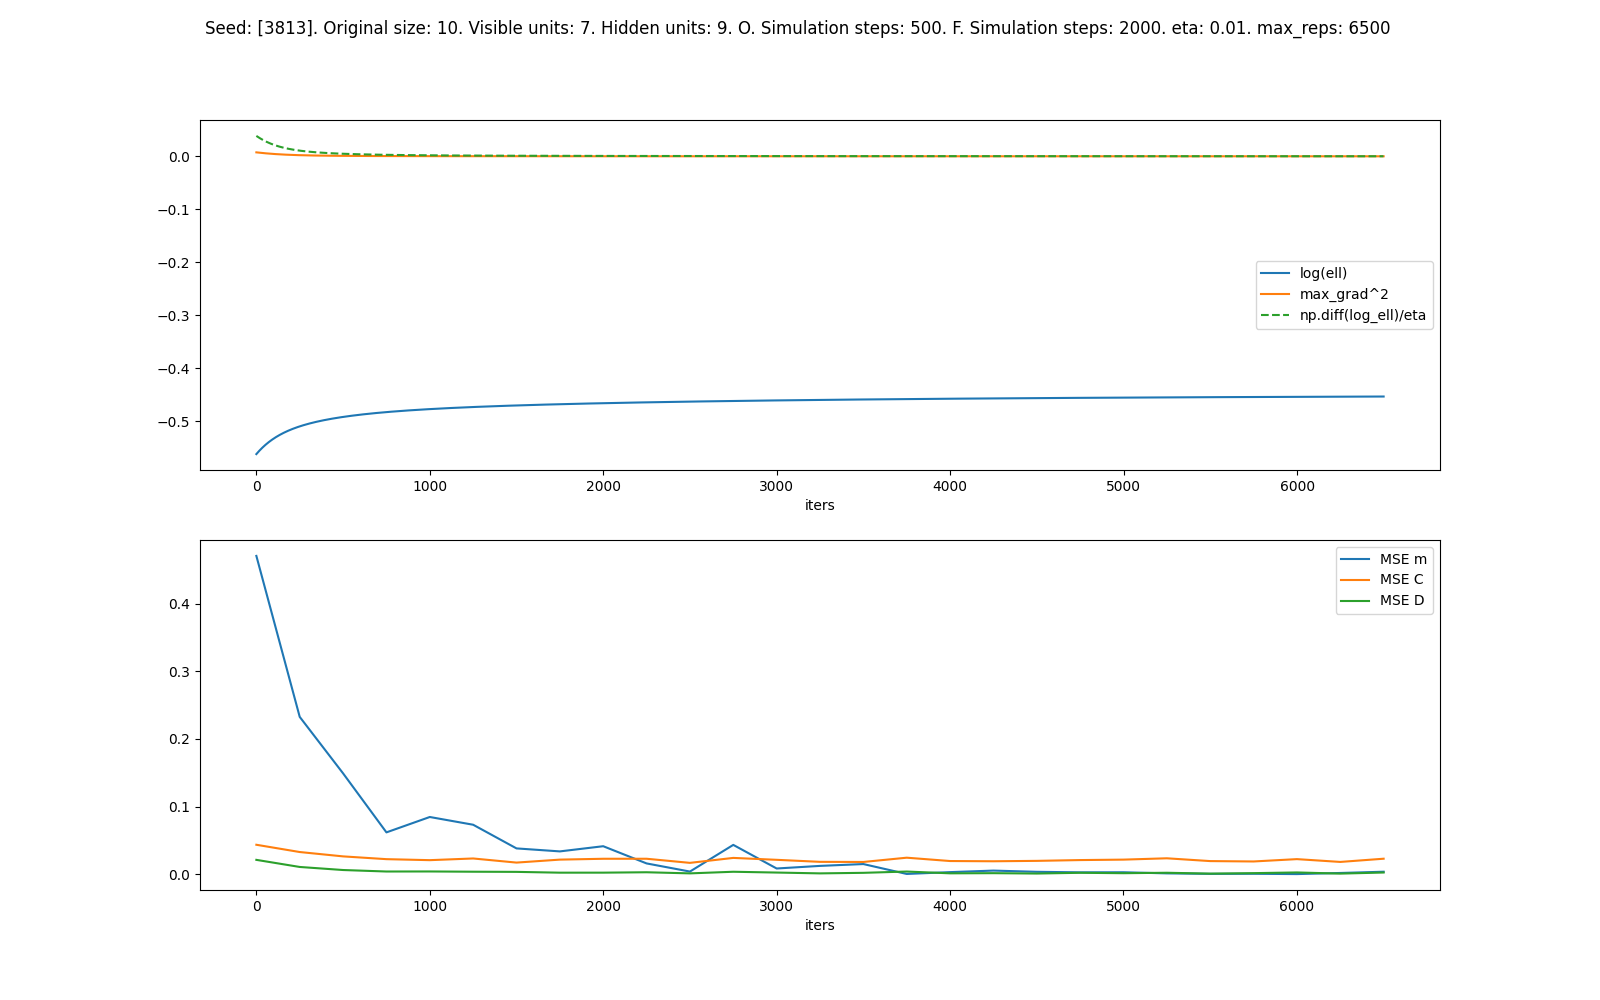 Seed: [3813]. Original size: 10. Visible units: 7. Hidden units: 9. O. Simulation steps: 500. F. Simulation steps: 2000. eta: 0.01. max_reps: 6500
0.0
−0.1
−0.2
−0.3
−0.4
−0.5
log(ell)
max_grad^2
np.diff(log_ell)/eta
0 1000 2000 3000 4000 5000 6000
iters
0.4
0.3
0.2
0.1
0.0
MSE m
MSE C
MSE D
0 1000 2000 3000 4000 5000 6000
iters